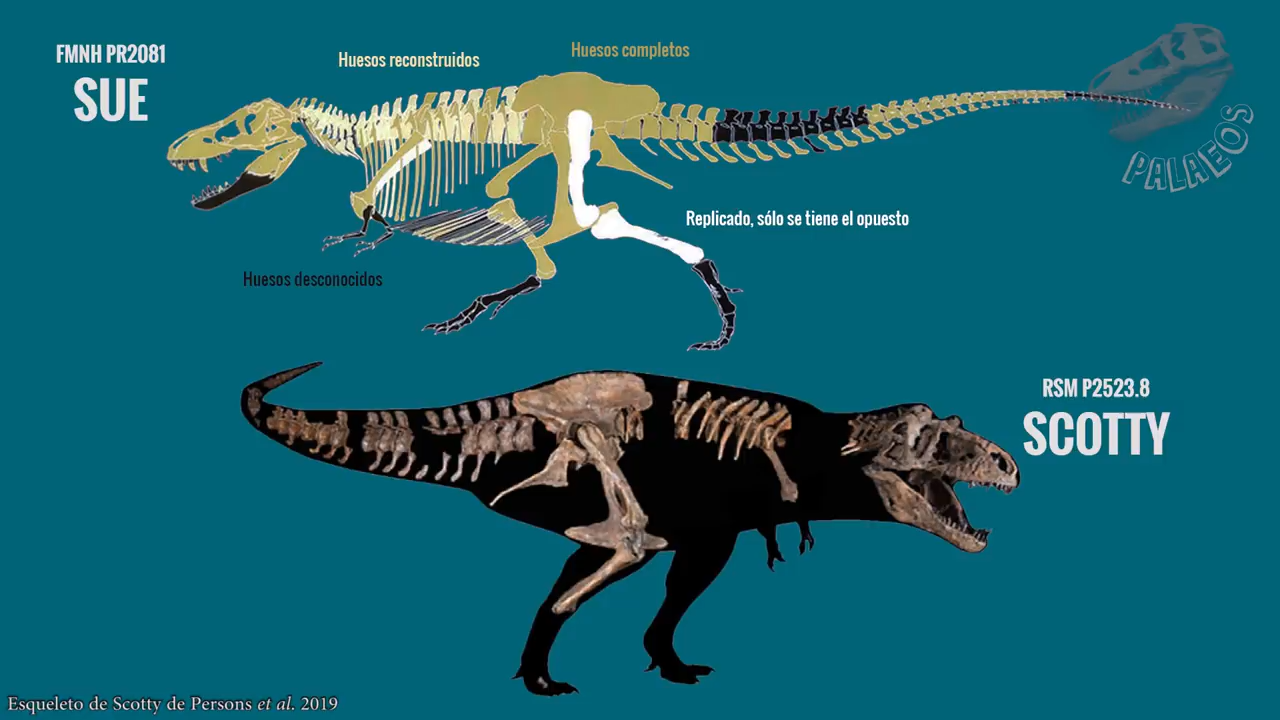 FMNH PR2081
SUE
Huesos reconstruidos
Huesos completos
PALAEOS
Replicado, sólo se tiene el opuesto
Huesos desconocidos
RSM P2523.8
SCOTTY
Esqueleto de Scotty de Persons et al. 2019